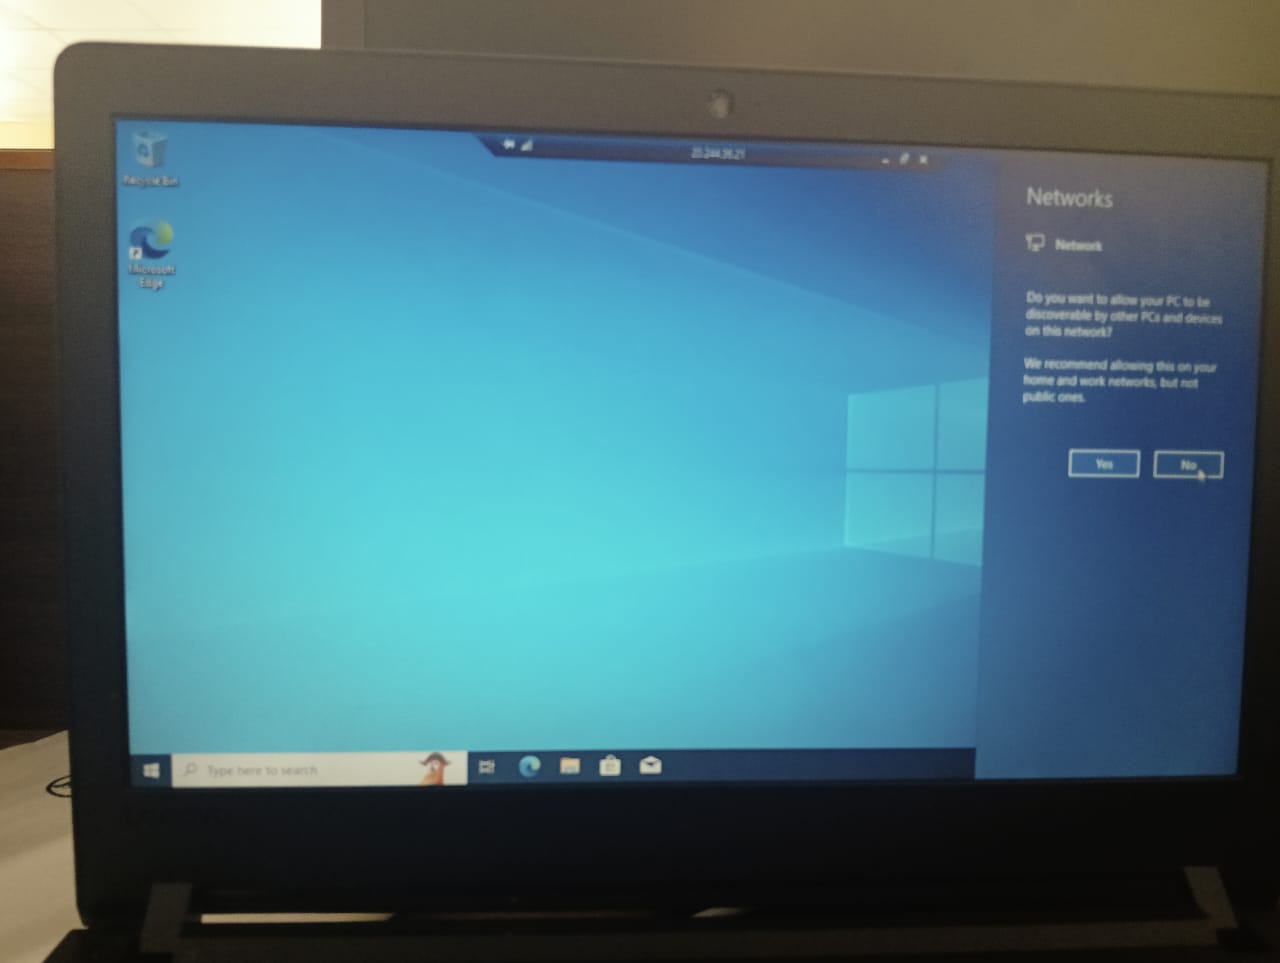 Recycle Bin
Microsoft
Edge
Networks
Network
Do you want to allow your PC to be
discoverable by other PCs and devices
on this network?
We recommend allowing this on your
home and work networks, but not
public ones.
Yes
No
Type here to search